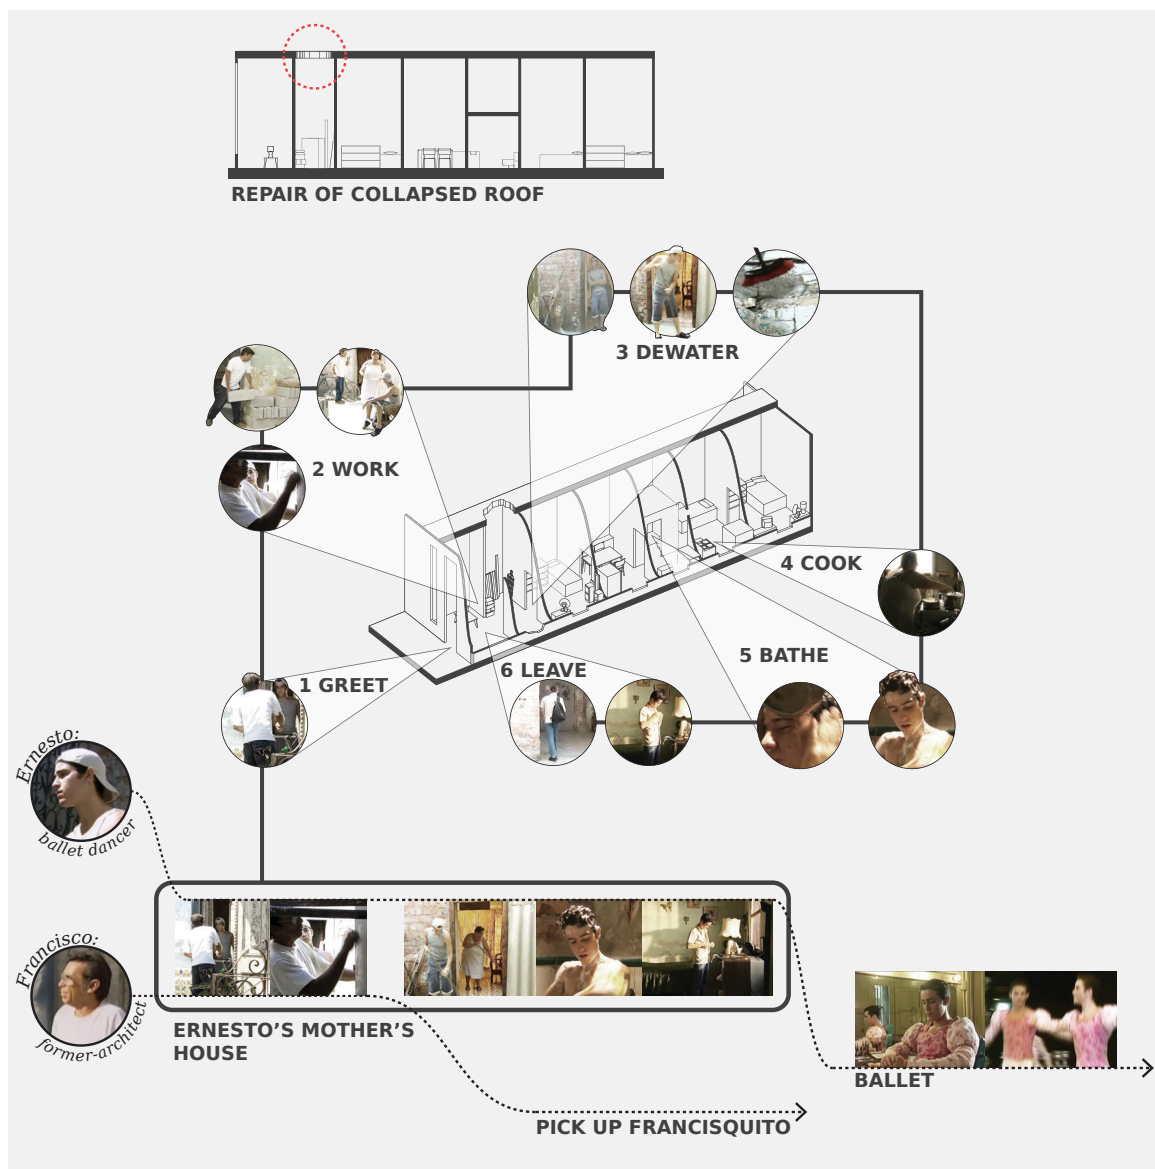 REPAIR OF COLLAPSED ROOF
3 DEWATER
2 WORK
4 COOK
5 BATHE
6 LEAVE
1 GREET
Ernesto:
ballet dancer
Francisco:
former-architect
ERNESTO’S MOTHER’S
HOUSE
BALLET
PICK UP FRANCISQUITO